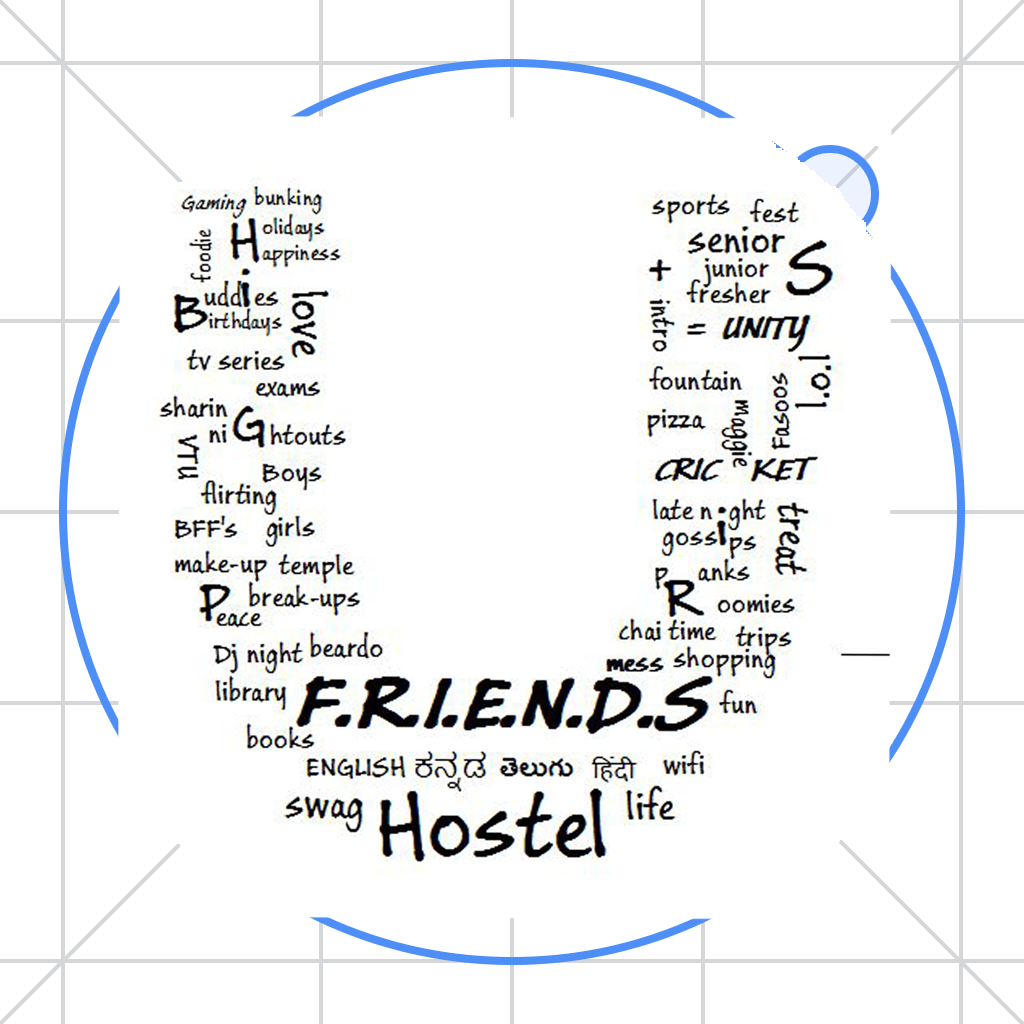 Gaming bunking
foodie
Holidays
Happiness
i
Buddies
Birthdays
love
tv series
exams
sharin
niGhtouts
VTU
Boys
flirting
BFF's girls
make-up temple
Peace
break-ups
Dj night beardo
library
books
sports fest
seniorS
+ junior
fresher
intro
= UNITY
l.o.l
fountain
Fasoos
pizza
maggie
CRICKET
late night
gossips
treat
pRanks
Roomies
chai time trips
mess shopping
F.R.I.E.N.D.S fun
ENGLISH ಕನ್ನಡ తెలుగు हिंदी wifi
swag Hostel life